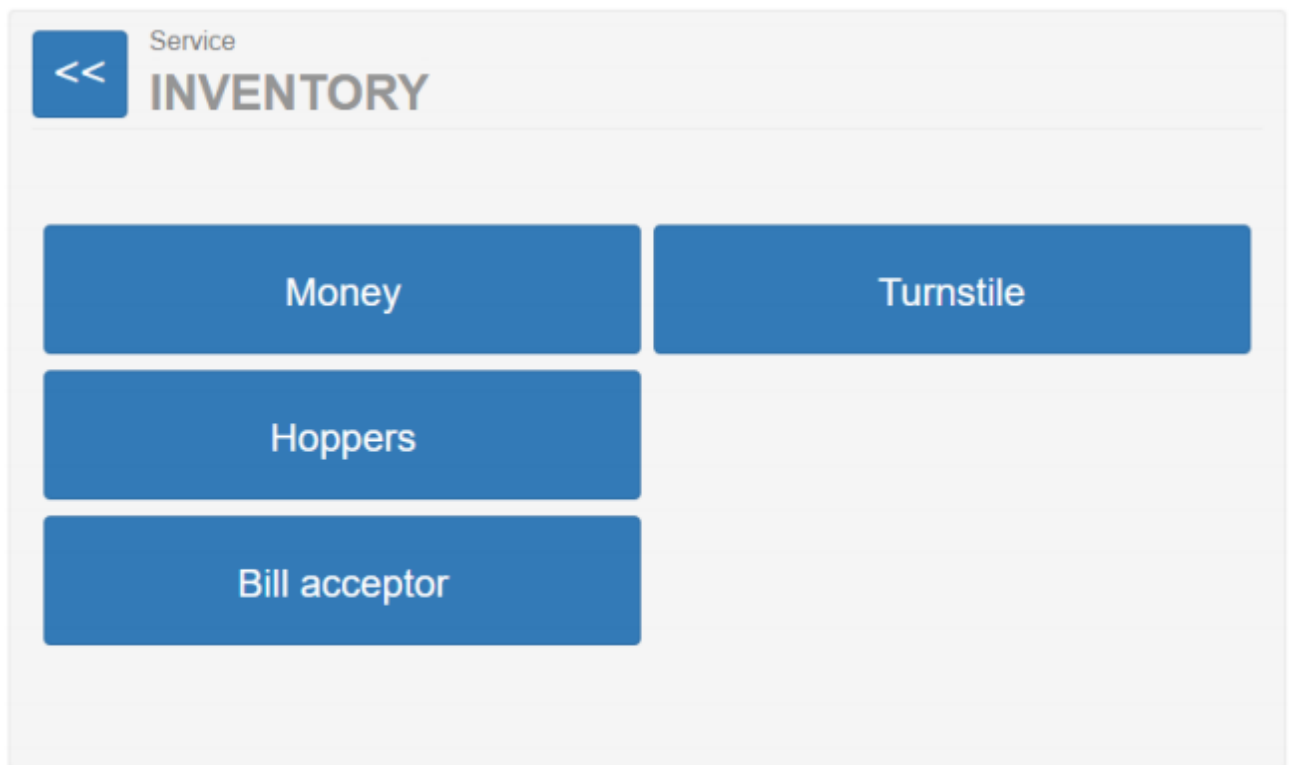 <<
Service
INVENTORY
Money
Turnstile
Hoppers
Bill acceptor